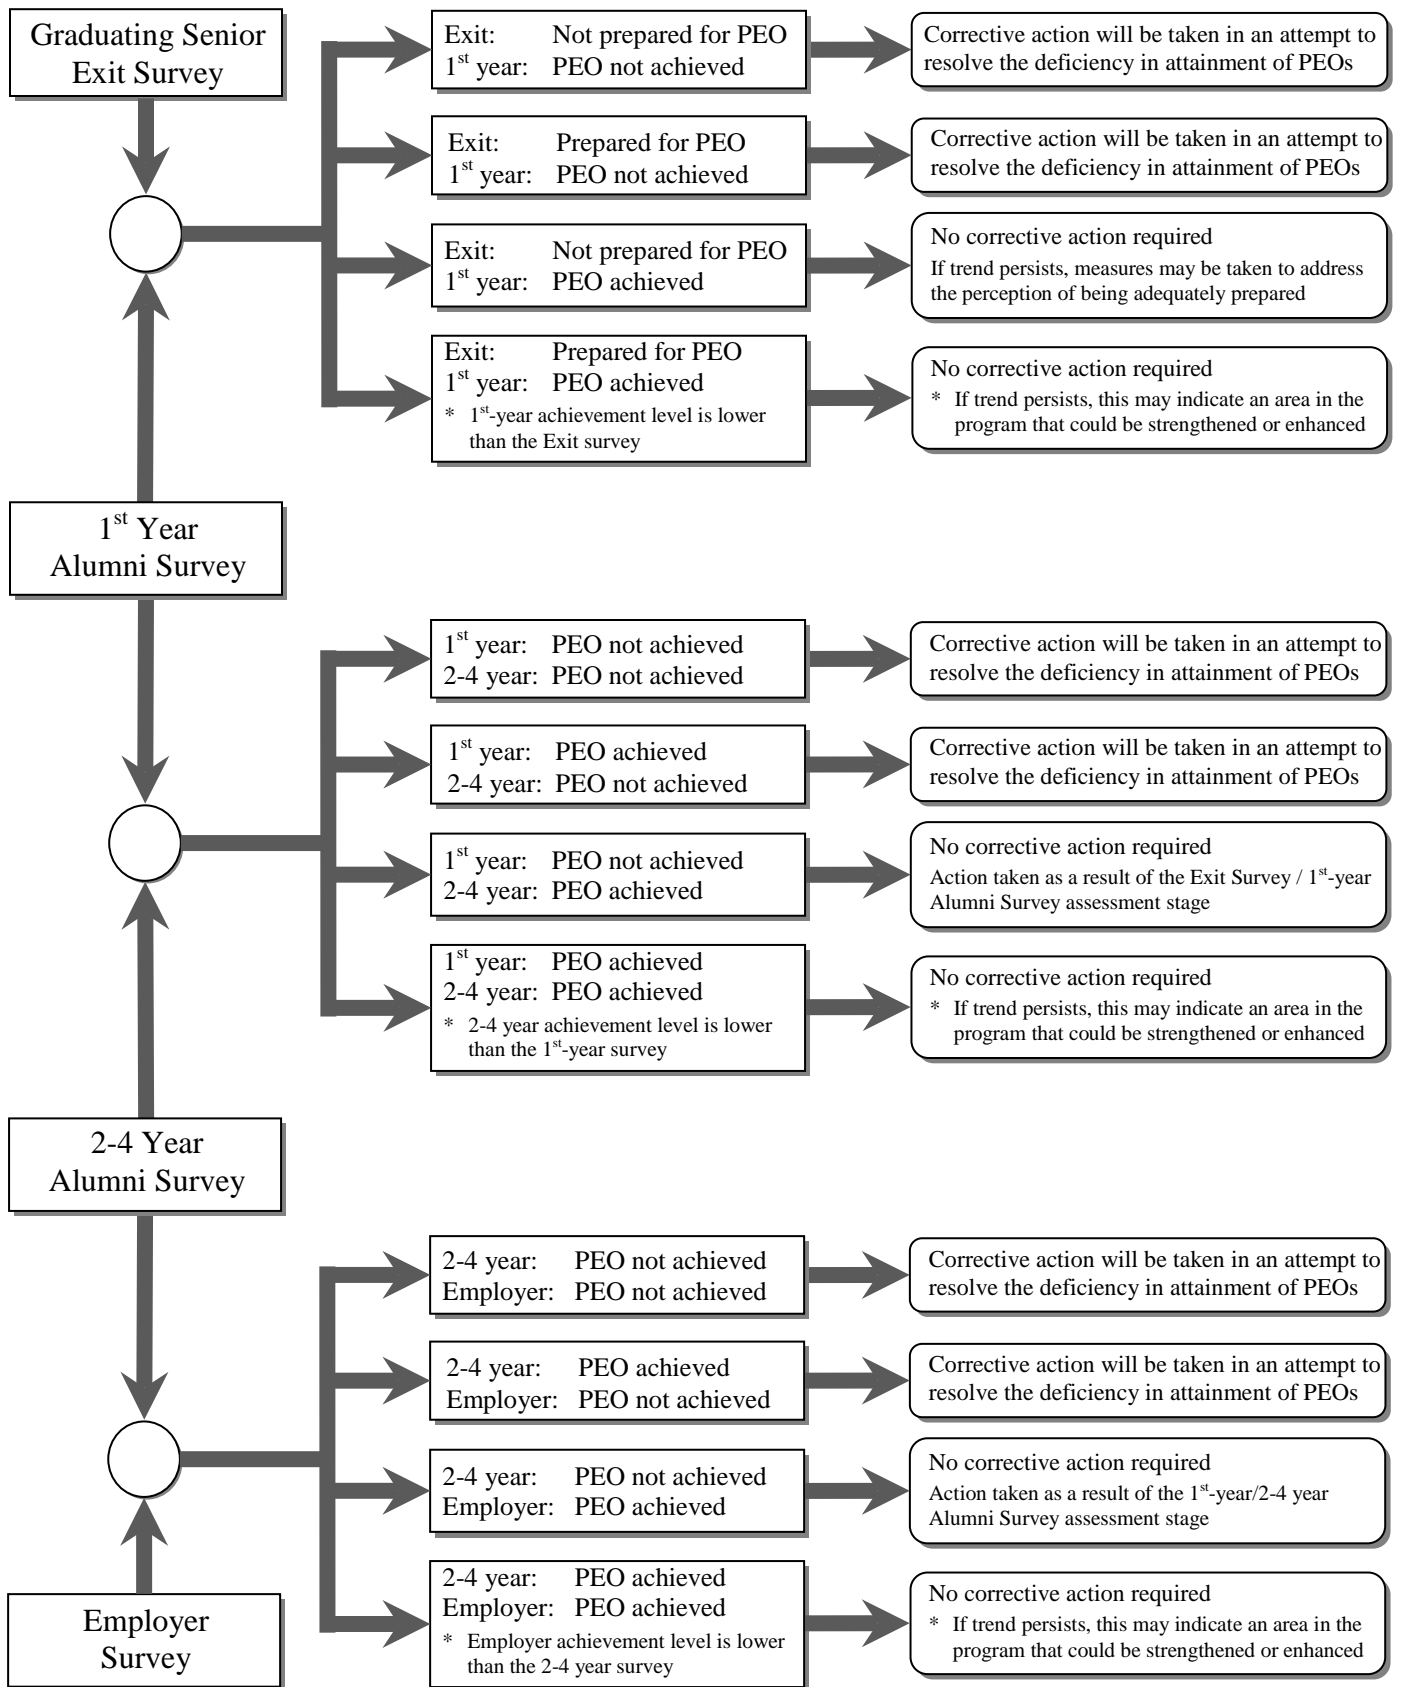 Graduating Senior
Exit Survey
Exit: Not prepared for PEO
1st year: PEO not achieved
Corrective action will be taken in an attempt to
resolve the deficiency in attainment of PEOs
Exit: Prepared for PEO
1st year: PEO not achieved
Corrective action will be taken in an attempt to
resolve the deficiency in attainment of PEOs
Exit: Not prepared for PEO
1st year: PEO achieved
No corrective action required
If trend persists, measures may be taken to address
the perception of being adequately prepared
Exit: Prepared for PEO
1st year: PEO achieved
* 1st-year achievement level is lower
than the Exit survey
No corrective action required
* If trend persists, this may indicate an area in the
program that could be strengthened or enhanced
1st Year
Alumni Survey
1st year: PEO not achieved
2-4 year: PEO not achieved
Corrective action will be taken in an attempt to
resolve the deficiency in attainment of PEOs
1st year: PEO achieved
2-4 year: PEO not achieved
Corrective action will be taken in an attempt to
resolve the deficiency in attainment of PEOs
1st year: PEO not achieved
2-4 year: PEO achieved
No corrective action required
Action taken as a result of the Exit Survey / 1st-year
Alumni Survey assessment stage
1st year: PEO achieved
2-4 year: PEO achieved
* 2-4 year achievement level is lower
than the 1st-year survey
No corrective action required
* If trend persists, this may indicate an area in the
program that could be strengthened or enhanced
2-4 Year
Alumni Survey
2-4 year: PEO not achieved
Employer: PEO not achieved
Corrective action will be taken in an attempt to
resolve the deficiency in attainment of PEOs
2-4 year: PEO achieved
Employer: PEO not achieved
Corrective action will be taken in an attempt to
resolve the deficiency in attainment of PEOs
2-4 year: PEO not achieved
Employer: PEO achieved
No corrective action required
Action taken as a result of the 1st-year/2-4 year
Alumni Survey assessment stage
2-4 year: PEO achieved
Employer: PEO achieved
* Employer achievement level is lower
than the 2-4 year survey
No corrective action required
* If trend persists, this may indicate an area in the
program that could be strengthened or enhanced
Employer
Survey